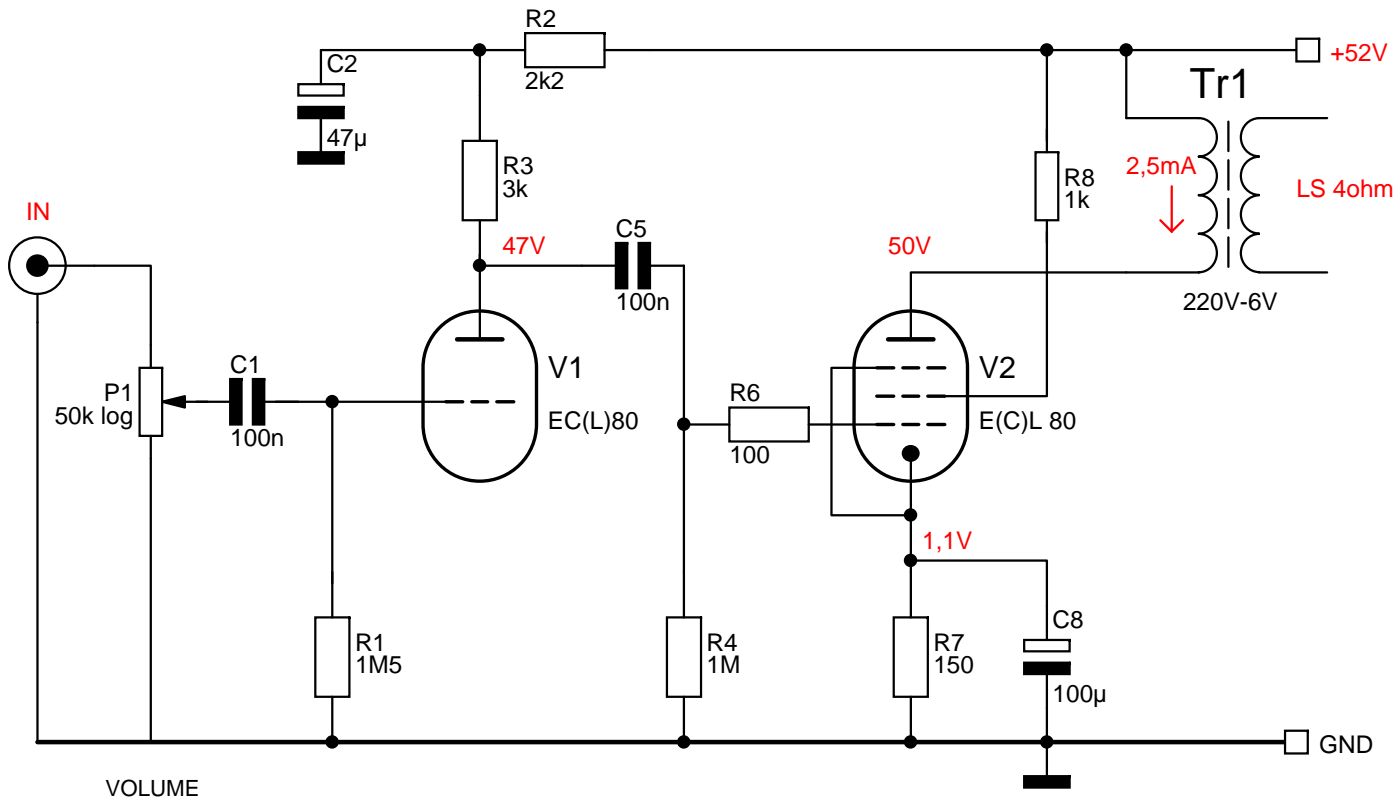 R2
2k2
+52V
C2
47µ
Tr1
R3
3k
2,5mA
R8
1k
LS 4ohm
IN
47V
C5
100n
50V
220V-6V
P1
50k log
C1
100n
V1
EC(L)80
R6
100
V2
E(C)L 80
1,1V
R1
1M5
R4
1M
R7
150
C8
100µ
GND
VOLUME